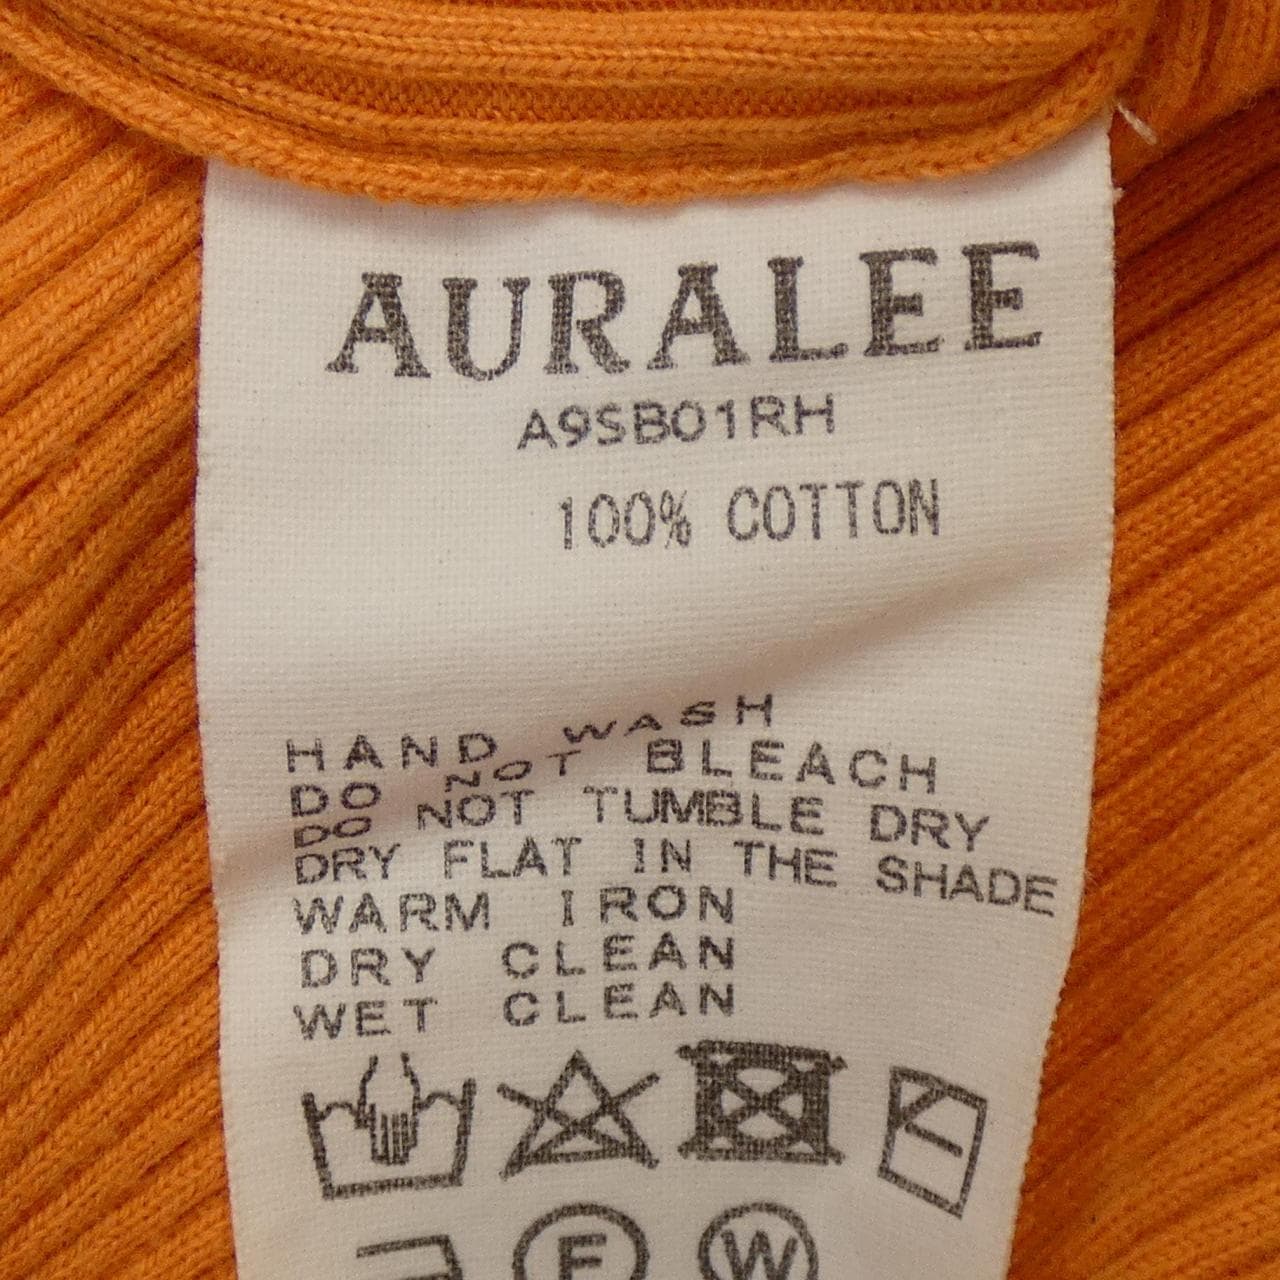 AURALEE
A9SB01RH
100% COTTON
HAND WASH
DO NOT BLEACH
DO NOT TUMBLE DRY
DRY FLAT IN THE SHADE
WARM IRON
DRY CLEAN
WET CLEAN
F W